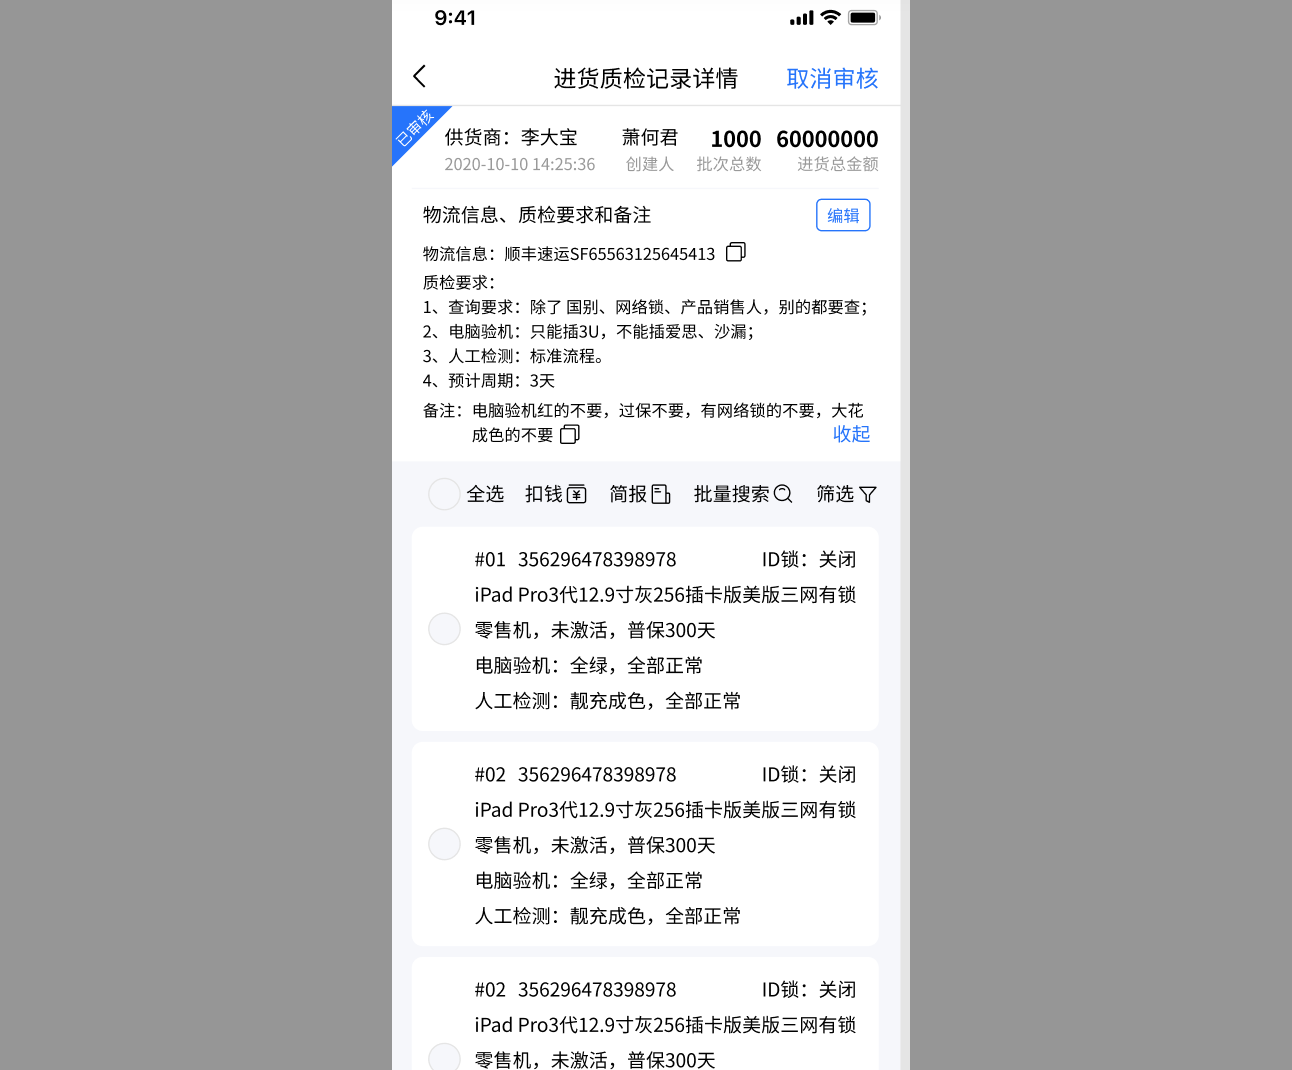 9:41
进货质检记录详情 取消审核
已审核
供货商：李大宝 萧何君 1000 60000000
2020-10-10 14:25:36 创建人 批次总数 进货总金额
物流信息、质检要求和备注 编辑
物流信息：顺丰速运SF65563125645413
质检要求：
1、查询要求：除了 国别、网络锁、产品销售人，别的都要查；
2、电脑验机：只能插3U，不能插爱思、沙漏；
3、人工检测：标准流程。
4、预计周期：3天
备注：电脑验机红的不要，过保不要，有网络锁的不要，大花
成色的不要 收起
全选 扣钱 简报 批量搜索 筛选
#01 356296478398978 ID锁：关闭
iPad Pro3代12.9寸灰256插卡版美版三网有锁
零售机，未激活，普保300天
电脑验机：全绿，全部正常
人工检测：靓充成色，全部正常
#02 356296478398978 ID锁：关闭
iPad Pro3代12.9寸灰256插卡版美版三网有锁
零售机，未激活，普保300天
电脑验机：全绿，全部正常
人工检测：靓充成色，全部正常
#02 356296478398978 ID锁：关闭
iPad Pro3代12.9寸灰256插卡版美版三网有锁
零售机，未激活，普保300天